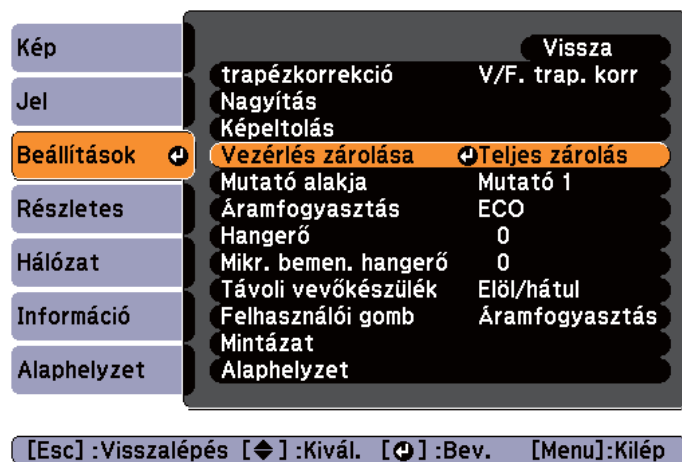 Kép
Jel
Beállítások
Részletes
Hálózat
Információ
Alaphelyzet
Vissza
trapézkorrekció V/F. trap. korr
Nagyítás
Képeltolás
Vezérlés zárolása Teljes zárolás
Mutató alakja Mutató 1
Áramfogyasztás ECO
Hangerő 0
Mikr. bemen. hangerő 0
Távoli vevőkészülék Elöl/hátul
Felhasználói gomb Áramfogyasztás
Mintázat
Alaphelyzet
[Esc] :Visszalépés [◆] :Kivál. [⏎] :Bev. [Menu]:Kilép